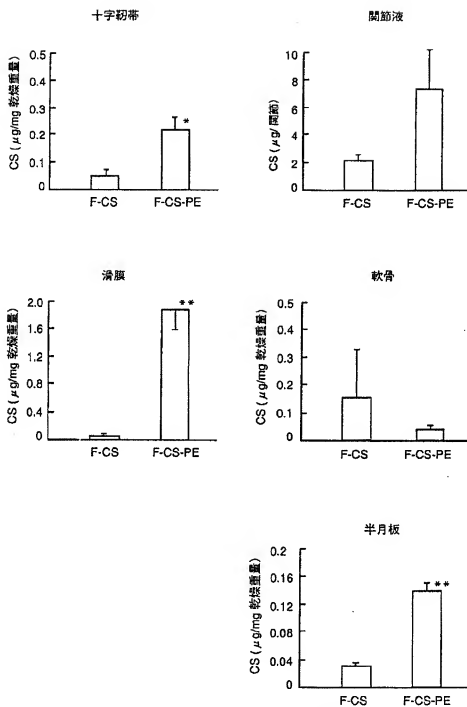 十字靭帯
CS (μg/mg 乾燥重量)
0.5
0.4
0.3
0.2
0.1
0
*
F-CS
F-CS-PE
関節液
CS (μg/関節)
10
8
6
4
2
0
F-CS
F-CS-PE
滑膜
CS (μg/mg 乾燥重量)
2.0
1.6
1.2
0.8
0.4
0
**
F-CS
F-CS-PE
軟骨
CS (μg/mg 乾燥重量)
0.5
0.4
0.3
0.2
0.1
0
F-CS
F-CS-PE
半月板
CS (μg/mg 乾燥重量)
0.2
0.16
0.12
0.08
0.04
0
**
F-CS
F-CS-PE